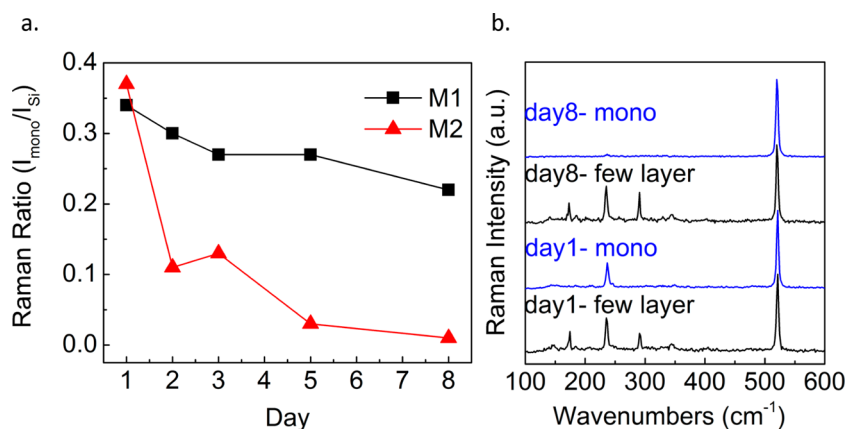 a.
0.4
0.3
0.2
0.1
0.0
Raman Ratio (I_mono/I_Si)
M1
M2
1 2 3 4 5 6 7 8
Day
b.
Raman Intensity (a.u.)
day8- mono
day8- few layer
day1- mono
day1- few layer
100 200 300 400 500 600
Wavenumbers (cm⁻¹)